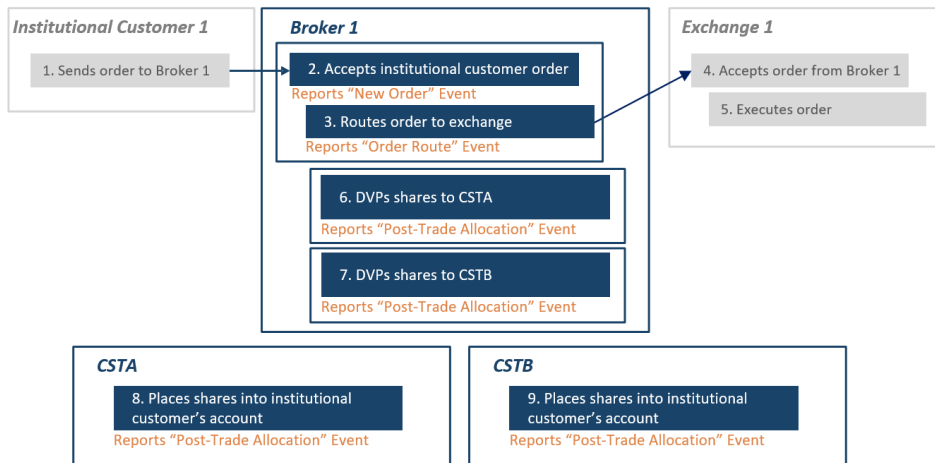 Institutional Customer 1
1. Sends order to Broker 1
Broker 1
2. Accepts institutional customer order
Reports “New Order” Event
3. Routes order to exchange
Reports “Order Route” Event
Exchange 1
4. Accepts order from Broker 1
5. Executes order
6. DVPs shares to CSTA
Reports “Post-Trade Allocation” Event
7. DVPs shares to CSTB
Reports “Post-Trade Allocation” Event
CSTA
8. Places shares into institutional
customer’s account
Reports “Post-Trade Allocation” Event
CSTB
9. Places shares into institutional
customer’s account
Reports “Post-Trade Allocation” Event